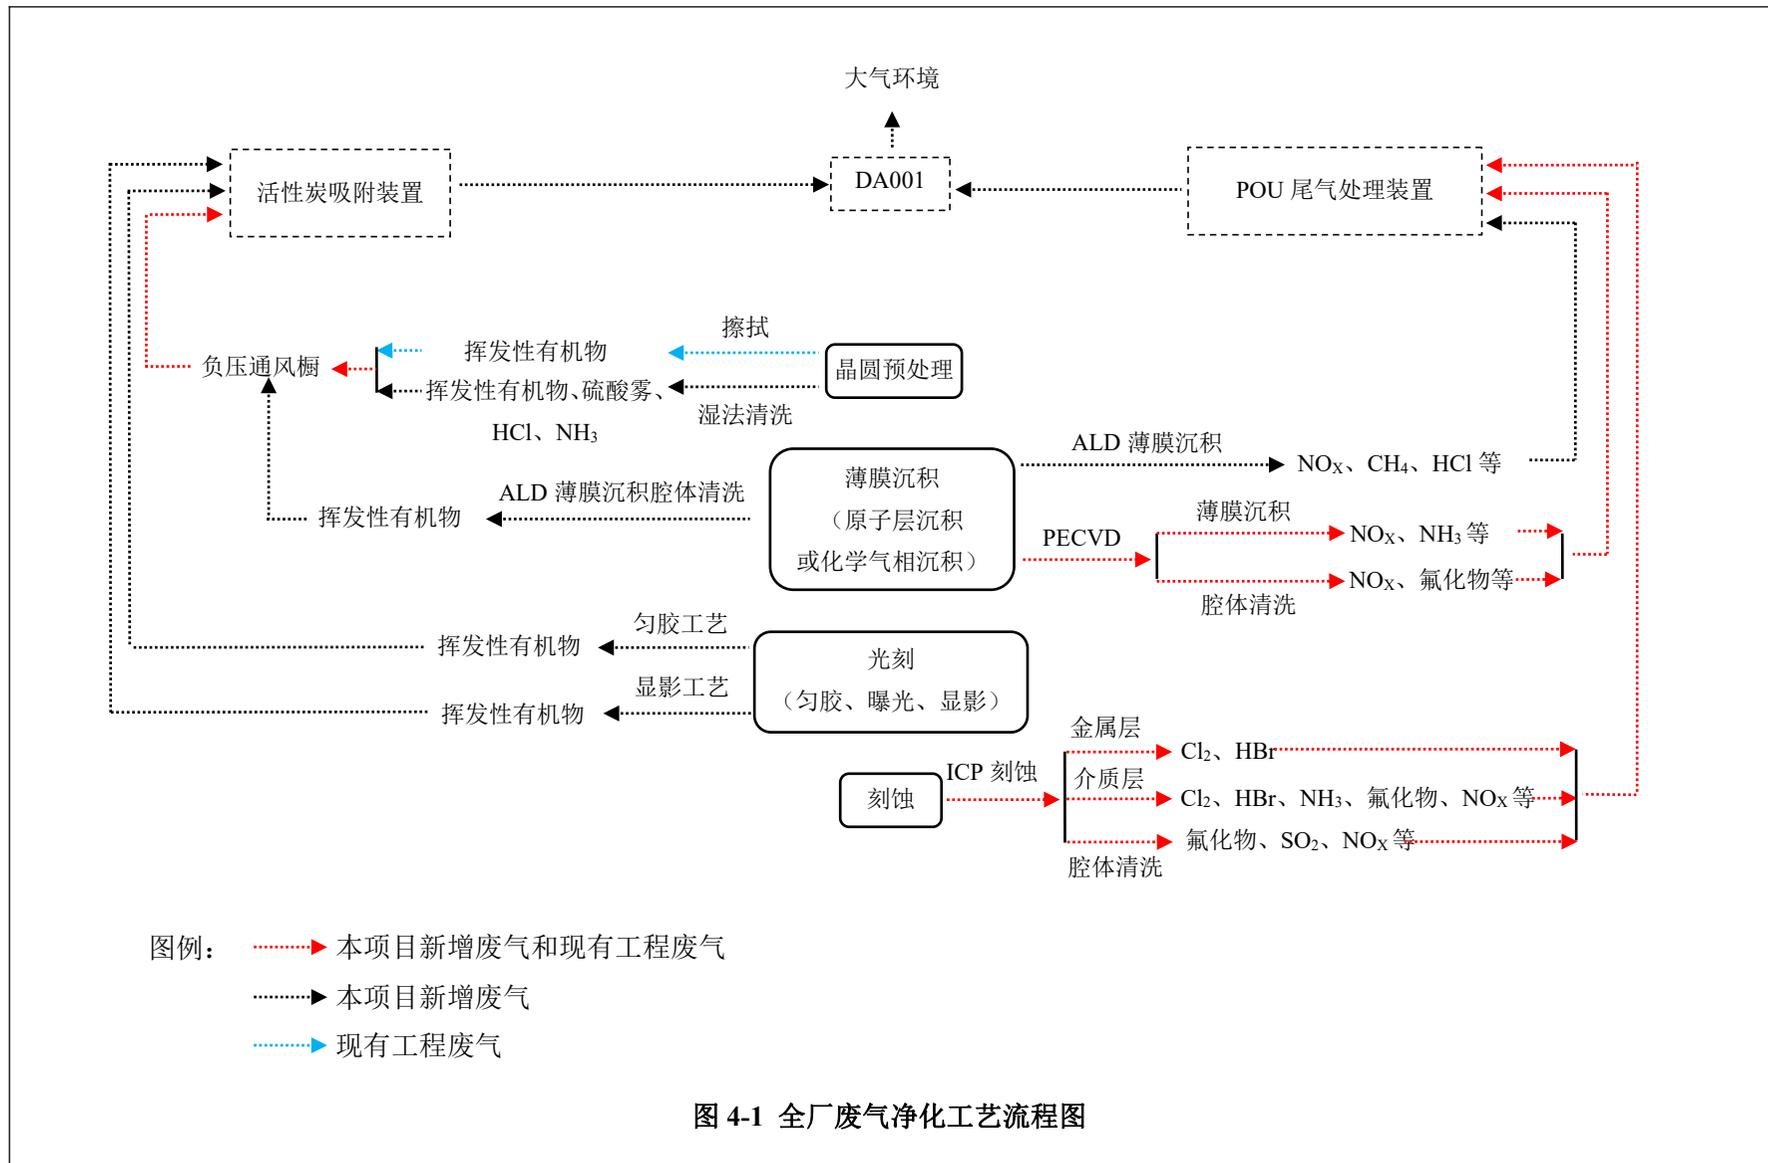 大气环境
活性炭吸附装置
DA001
POU 尾气处理装置
擦拭
挥发性有机物
晶圆预处理
负压通风橱
挥发性有机物、硫酸雾、
HCl、NH₃
湿法清洗
ALD 薄膜沉积
NOX、CH₄、HCl 等
薄膜沉积
（原子层沉积
或化学气相沉积）
ALD 薄膜沉积腔体清洗
挥发性有机物
薄膜沉积
PECVD
NOX、NH₃ 等
NOX、氟化物等
腔体清洗
匀胶工艺
挥发性有机物
光刻
（匀胶、曝光、显影）
显影工艺
挥发性有机物
金属层
Cl₂、HBr
ICP 刻蚀
介质层
刻蚀
Cl₂、HBr、NH₃、氟化物、NOX 等
氟化物、SO₂、NOX 等
腔体清洗
图例：
本项目新增废气和现有工程废气
本项目新增废气
现有工程废气
图 4-1 全厂废气净化工艺流程图